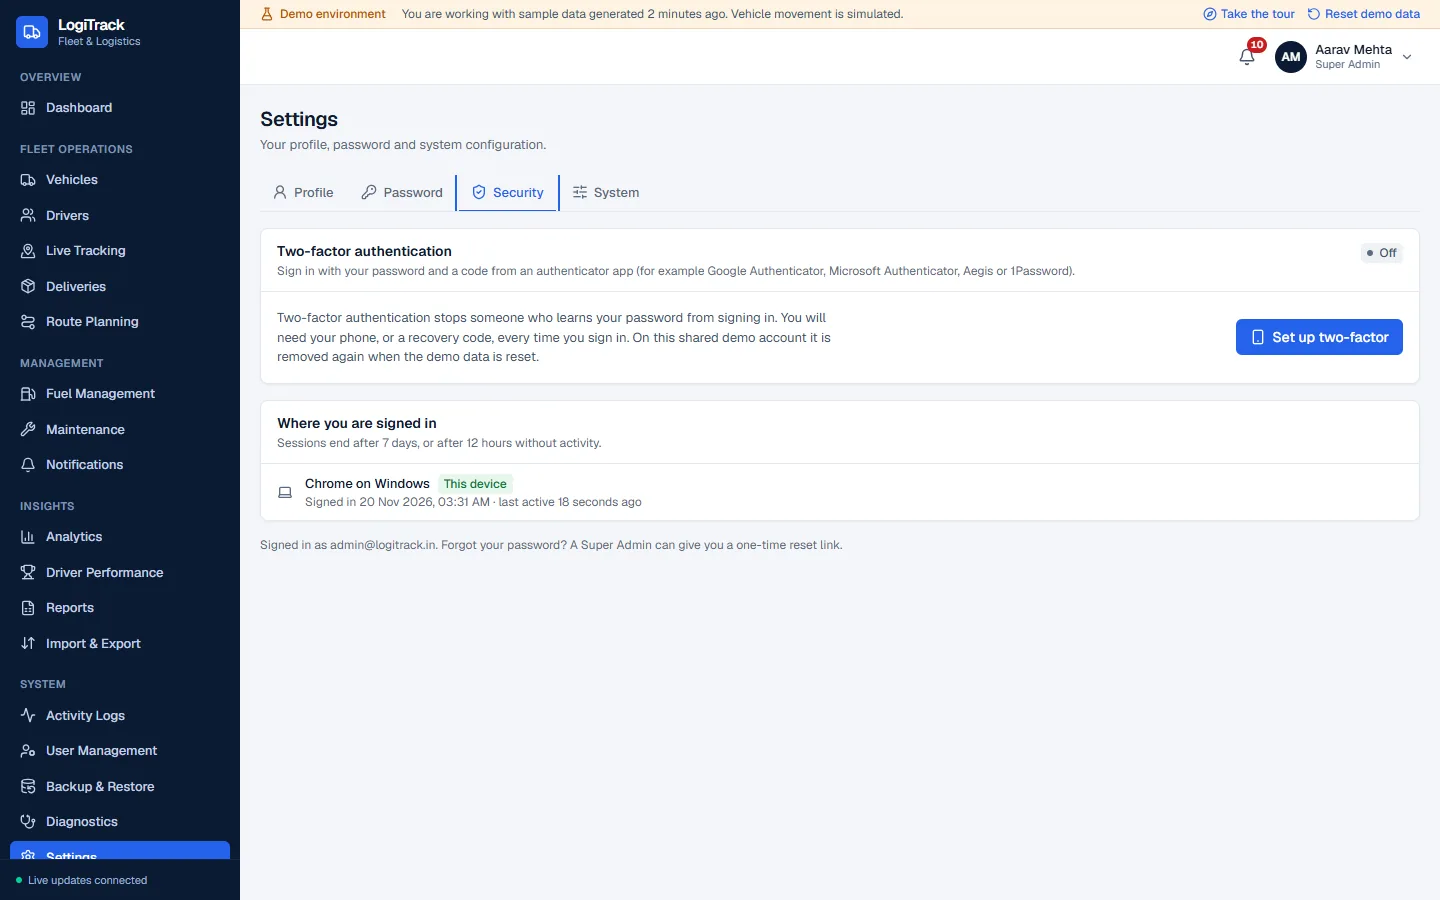 LogiTrack
Fleet & Logistics
OVERVIEW
Dashboard
FLEET OPERATIONS
Vehicles
Drivers
Live Tracking
Deliveries
Route Planning
MANAGEMENT
Fuel Management
Maintenance
Notifications
INSIGHTS
Analytics
Driver Performance
Reports
Import & Export
SYSTEM
Activity Logs
User Management
Backup & Restore
Diagnostics
Settings
Live updates connected
Demo environment You are working with sample data generated 2 minutes ago. Vehicle movement is simulated. Take the tour Reset demo data
10
AM
Aarav Mehta
Super Admin
Settings
Your profile, password and system configuration.
Profile Password Security System
Two-factor authentication
Off
Sign in with your password and a code from an authenticator app (for example Google Authenticator, Microsoft Authenticator, Aegis or 1Password).
Two-factor authentication stops someone who learns your password from signing in. You will
need your phone, or a recovery code, every time you sign in. On this shared demo account it is
removed again when the demo data is reset.
Set up two-factor
Where you are signed in
Sessions end after 7 days, or after 12 hours without activity.
Chrome on Windows This device
Signed in 20 Nov 2026, 03:31 AM · last active 18 seconds ago
Signed in as admin@logitrack.in. Forgot your password? A Super Admin can give you a one-time reset link.